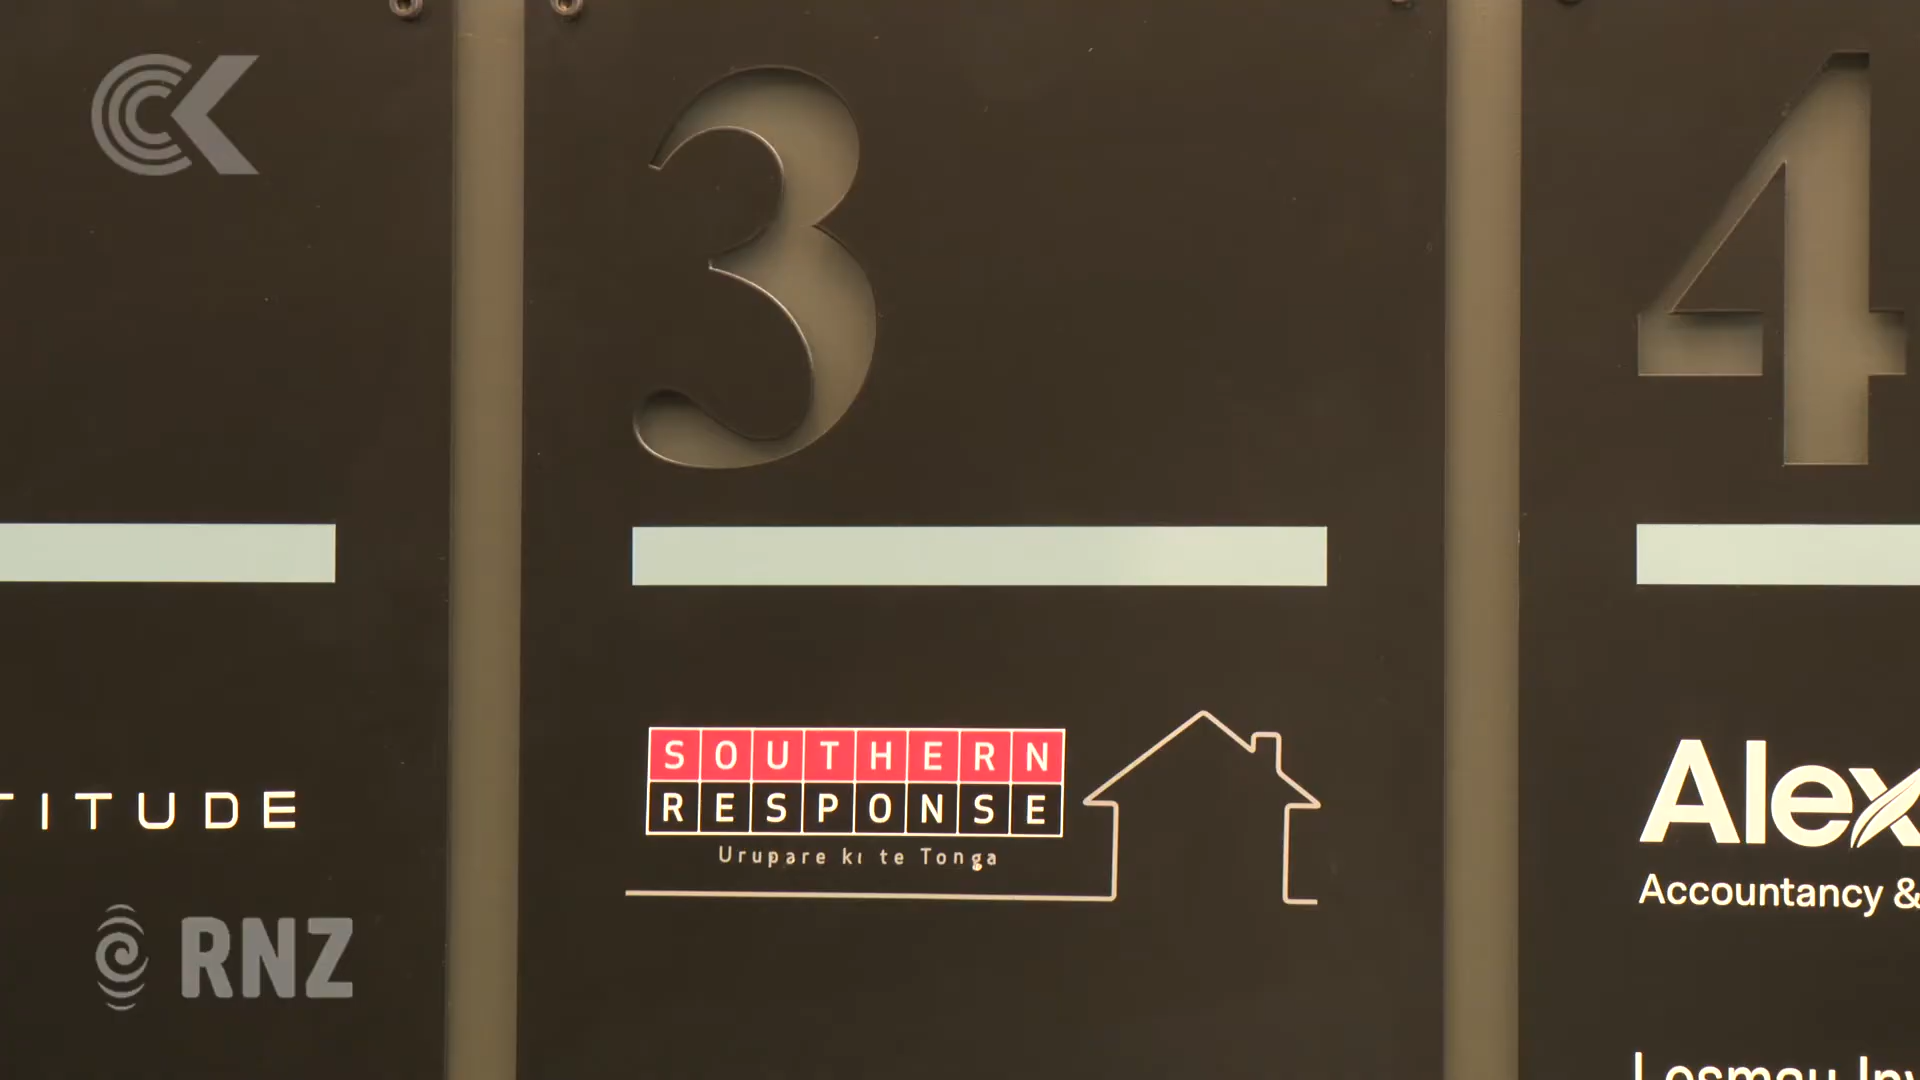 3
4
SOUTHERN
RESPONSE
Urupare ki te Tonga
TITUDE
Alex
Accountancy &
RNZ